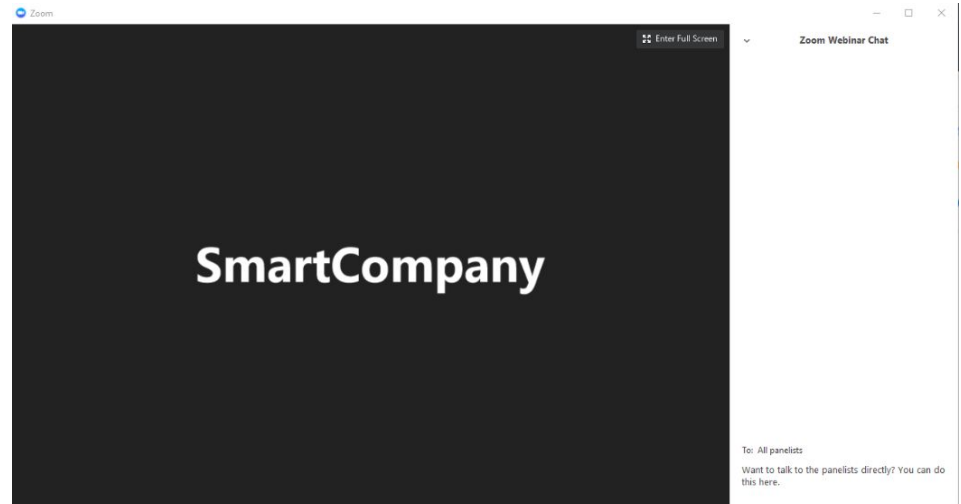 Zoom
Enter Full Screen
Zoom Webinar Chat
SmartCompany
To: All panelists
Want to talk to the panelists directly? You can do
this here.